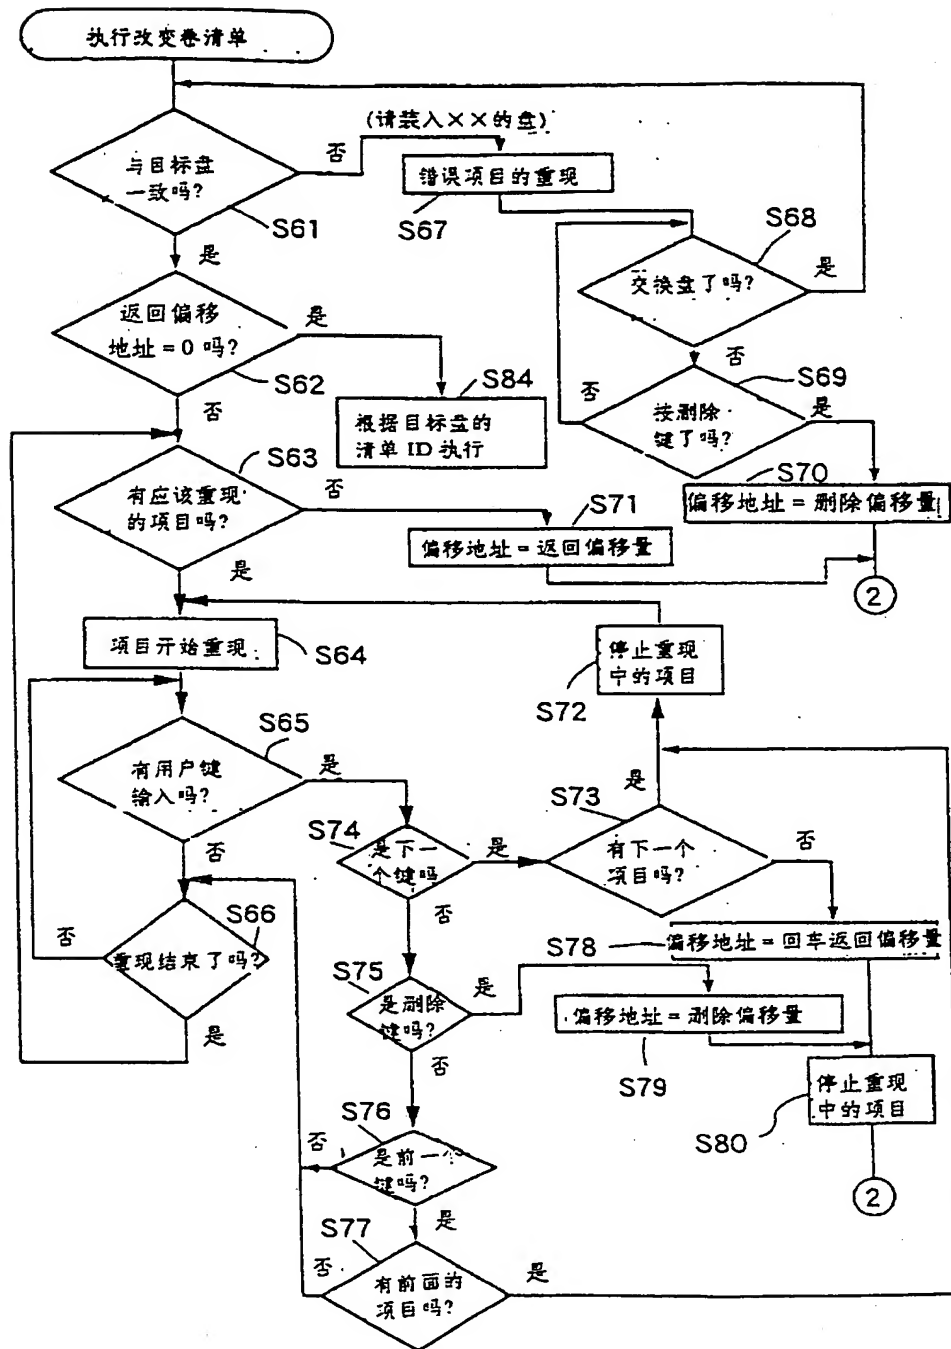 执行改变卷清单
(请装入××的盘)
与目标盘
一致吗?
否
错误项目的重现
S61
S67
S68
是
交换盘了吗?
是
返回偏移
地址=0 吗?
是
S62
否
S84
否
S69
否
根据目标盘的
清单 ID 执行
按删除
键了吗?
是
S63
有应该重现
的项目吗?
否
S71
S70
偏移地址=删除偏移量
偏移地址=返回偏移量
是
2
项目开始重现
S64
停止重现
中的项目
S72
S65
有用户键
输入吗?
是
是
S73
S74
是下一
个键吗
是
有下一个
项目吗?
否
否
否
S66
否
S78
偏移地址=回车返回偏移量
重现结束了吗?
S75
是
是删除
键吗?
偏移地址=删除偏移量
是
否
S79
停止重现
中的项目
S76
S80
否
是前一个
键吗?
2
S77
是
否
有前面的
项目吗?
是